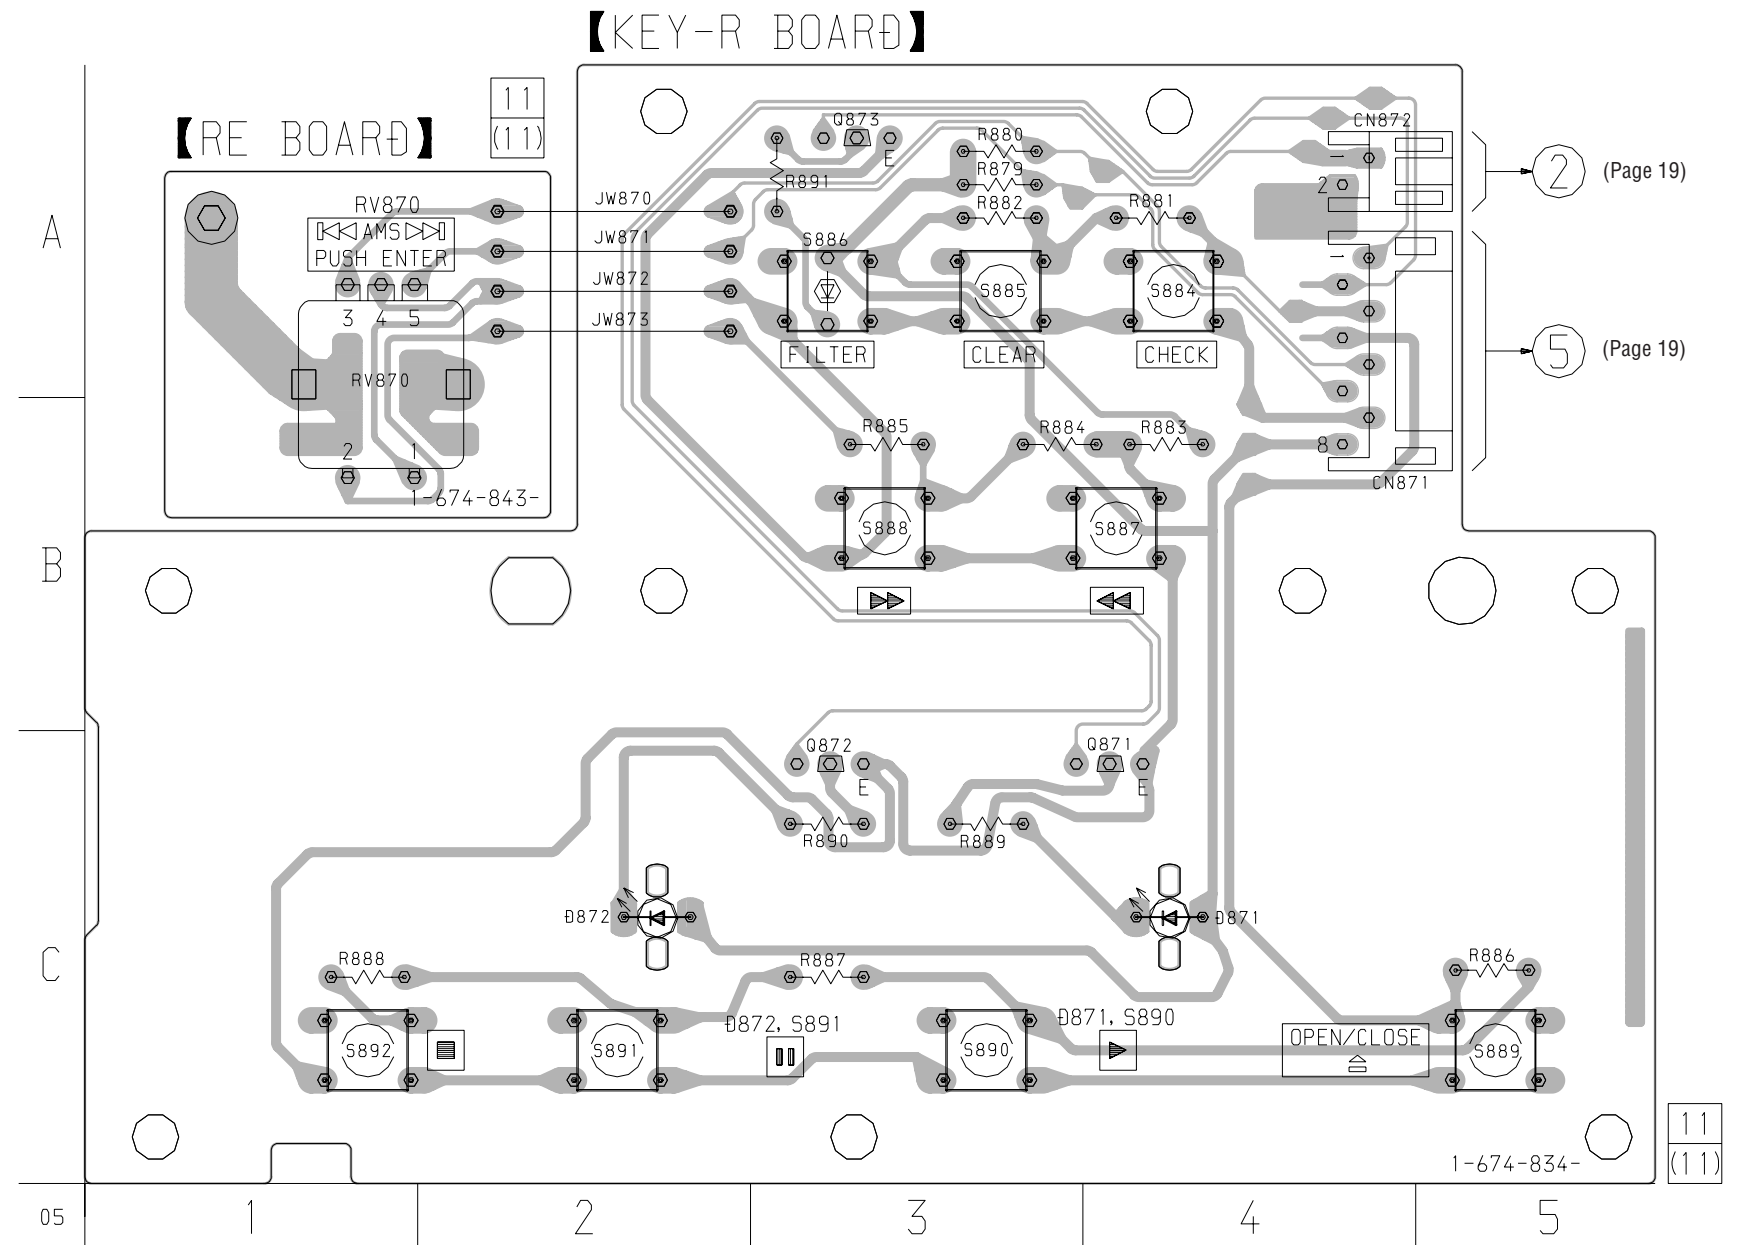 【KEY-R BOARD】
11
(11)
【RE BOARD】
Q873
E
R880
CN872
1
2
2 (Page 19)
R879
R891
A
RV870
AMS
PUSH ENTER
JW870
R882
R881
JW871
S886
1
JW872
S885
S884
3 4 5
JW873
FILTER
CLEAR
CHECK
5 (Page 19)
RV870
R885
R884
R883
8
2 1
CN871
1-674-843-
S888
S887
B
Q872
E
Q871
E
R890
R889
D872
D871
C
R888
R887
R886
D872, S891
D871, S890
OPEN/CLOSE
S892
S891
S890
S889
11
(11)
1-674-834-
05
1
2
3
4
5